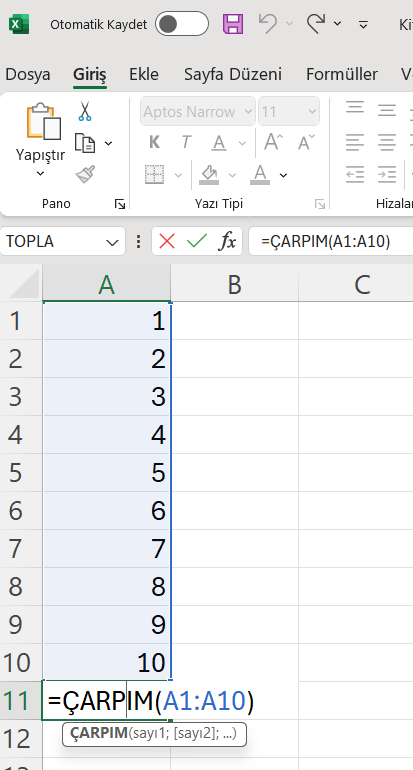 Otomatik Kaydet
Dosya Giriş Ekle Sayfa Düzeni Formüller
Aptos Narrow 11
Yapıştır K T A A A A
Pano Yazı Tipi Hizalar
TOPLA fx =ÇARPIM(A1:A10)
A B C
1 1
2 2
3 3
4 4
5 5
6 6
7 7
8 8
9 9
10 10
11 =ÇARPIM(A1:A10)
12 ÇARPIM(sayı1; [sayı2]; ...)